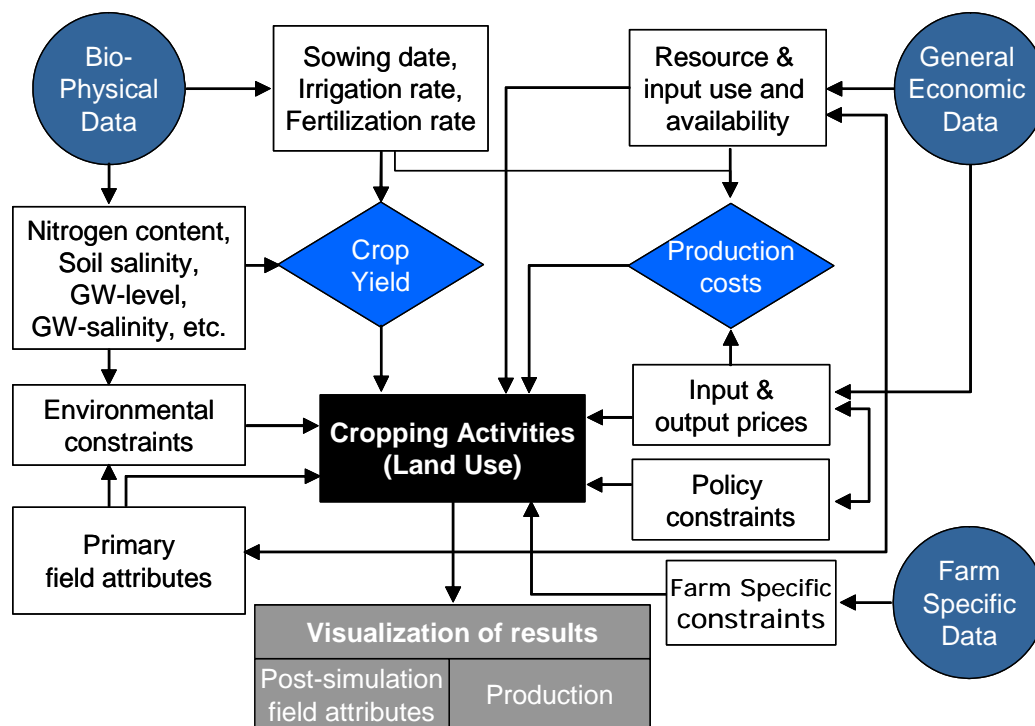 Bio-
Physical
Data
Sowing date,
Irrigation rate,
Fertilization rate
Resource &
input use and
availability
General
Economic
Data
Nitrogen content,
Soil salinity,
GW-level,
GW-salinity, etc.
Crop
Yield
Production
costs
Environmental
constraints
Cropping Activities
(Land Use)
Input &
output prices
Policy
constraints
Primary
field attributes
Farm Specific
constraints
Farm
Specific
Data
Visualization of results
Post-simulation
field attributes
Production